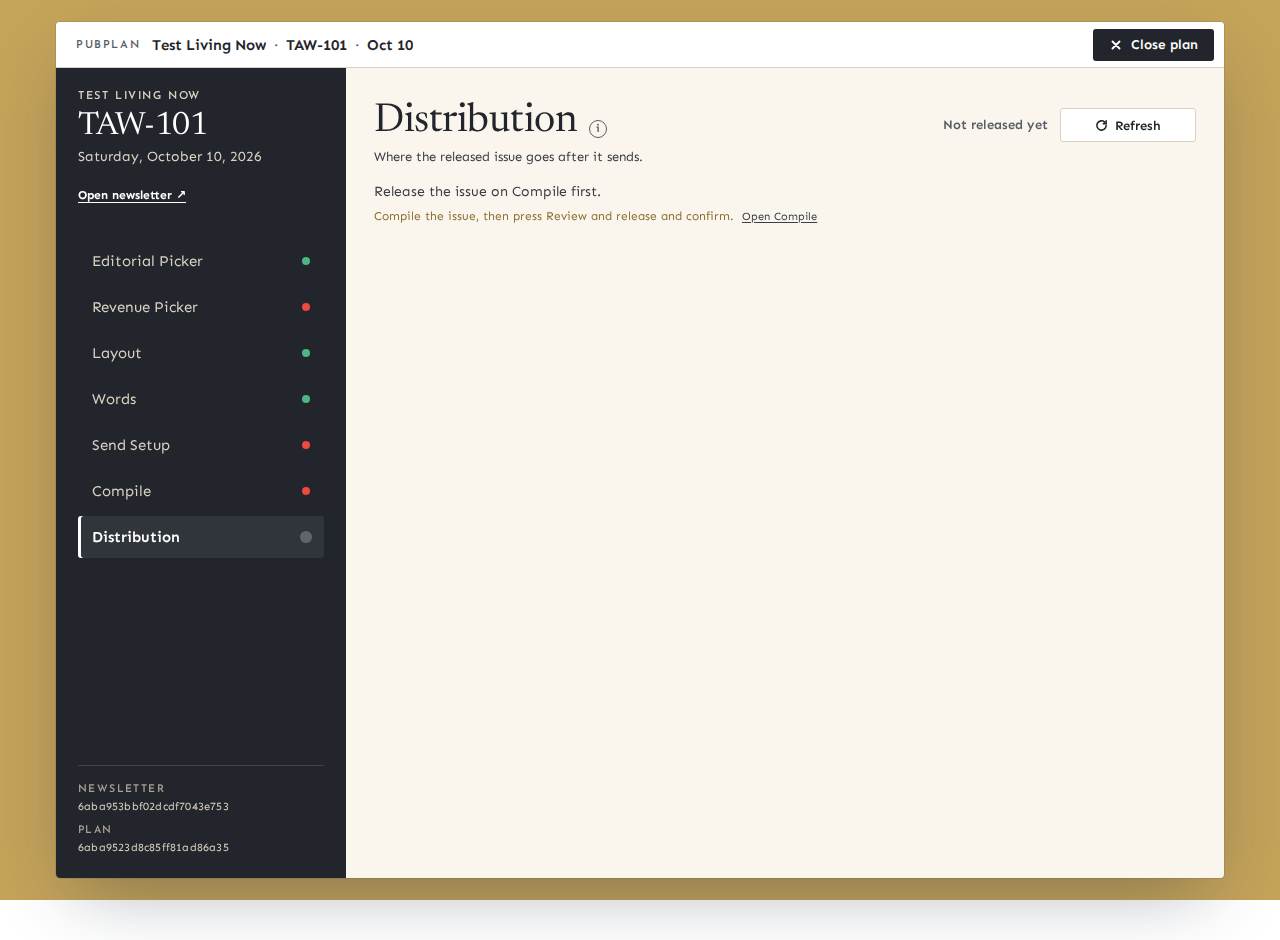 PUBPLAN Test Living Now · TAW-101 · Oct 10
Close plan
TEST LIVING NOW
TAW-101
Saturday, October 10, 2026
Open newsletter ↗
Editorial Picker
Revenue Picker
Layout
Words
Send Setup
Compile
Distribution
NEWSLETTER
6aba953bbf02dcdf7043e753
PLAN
6aba9523d8c85ff81ad86a35
Distribution i
Not released yet
Refresh
Where the released issue goes after it sends.
Release the issue on Compile first.
Compile the issue, then press Review and release and confirm. Open Compile